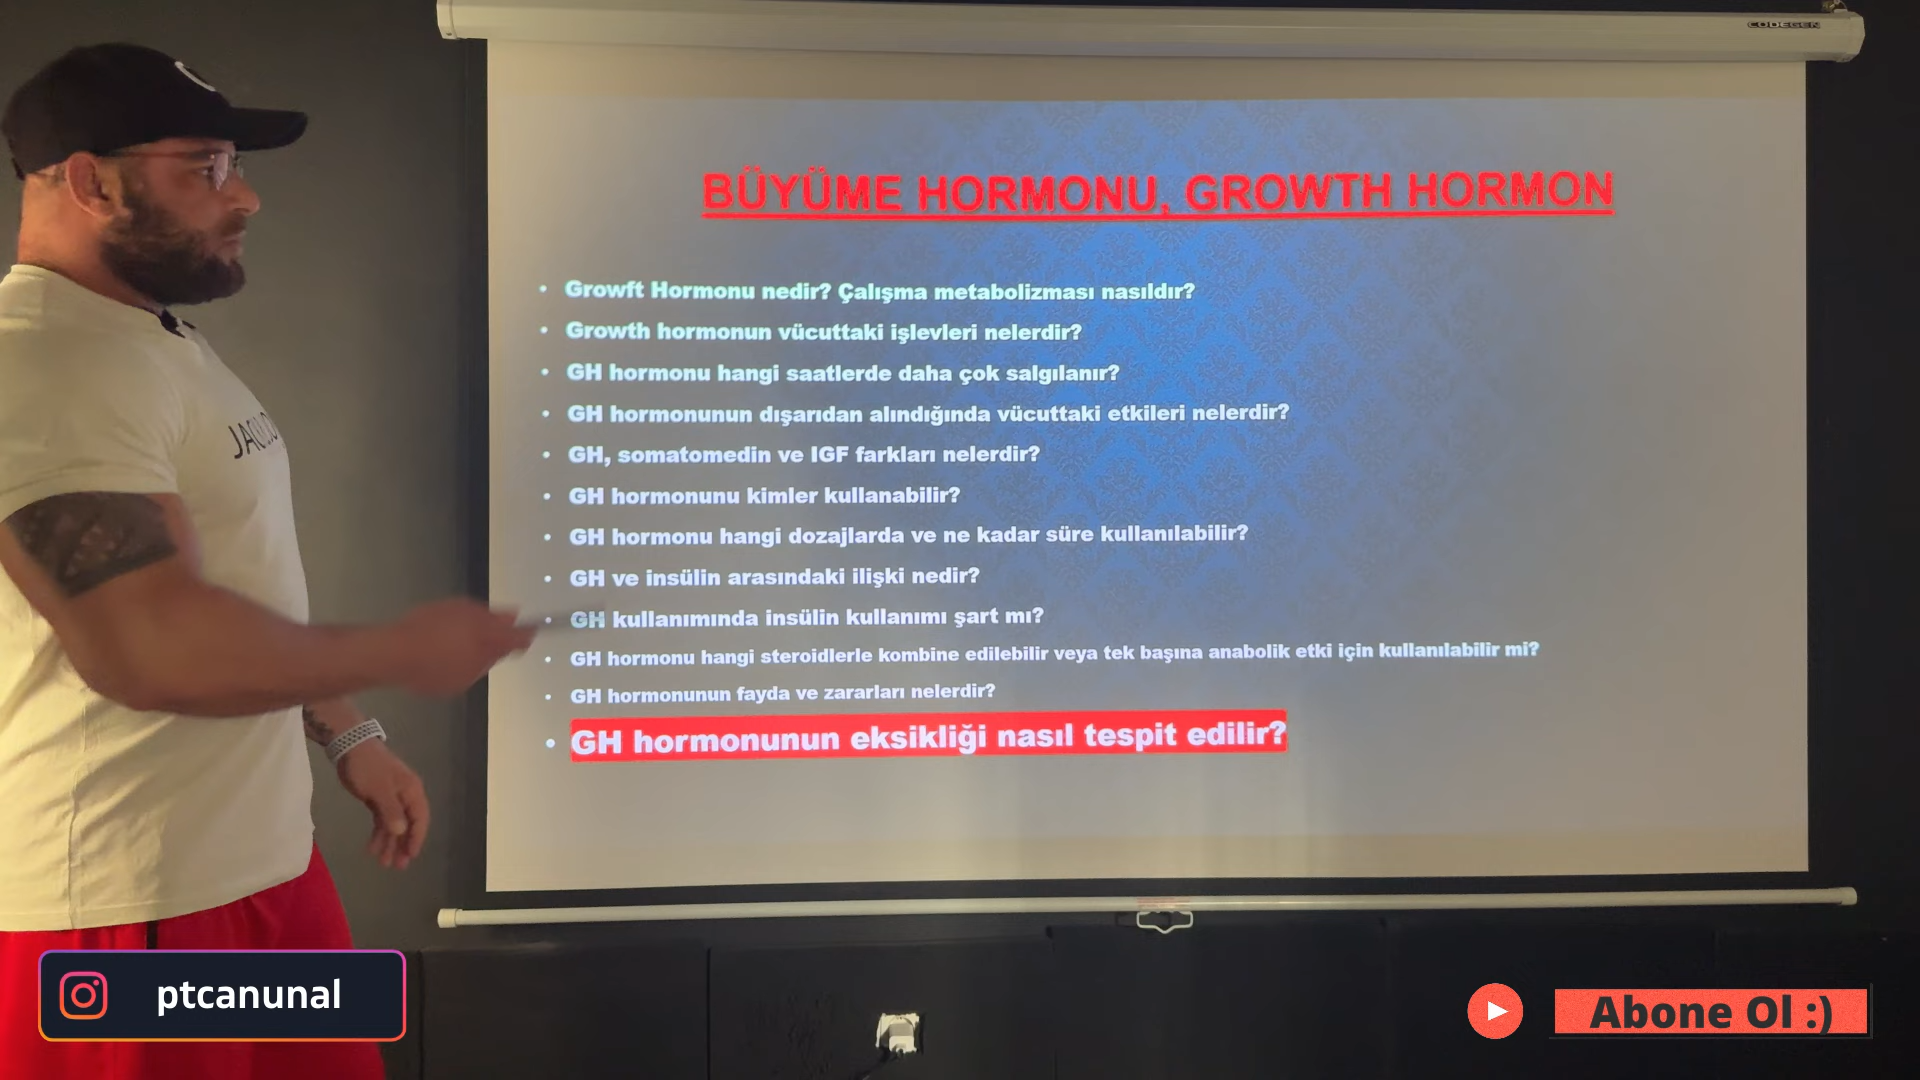 CODEGEN
BÜYÜME HORMONU, GROWTH HORMON
• Growft Hormonu nedir? Çalışma metabolizması nasıldır?
• Growth hormonun vücuttaki işlevleri nelerdir?
• GH hormonu hangi saatlerde daha çok salgılanır?
• GH hormonunun dışarıdan alındığında vücuttaki etkileri nelerdir?
• GH, somatomedin ve IGF farkları nelerdir?
• GH hormonunu kimler kullanabilir?
• GH hormonu hangi dozajlarda ve ne kadar süre kullanılabilir?
• GH ve insülin arasındaki ilişki nedir?
• GH kullanımında insülin kullanımı şart mı?
• GH hormonu hangi steroidlerle kombine edilebilir veya tek başına anabolik etki için kullanılabilir mi?
• GH hormonunun fayda ve zararları nelerdir?
• GH hormonunun eksikliği nasıl tespit edilir?
ptcanunal
Abone Ol :)